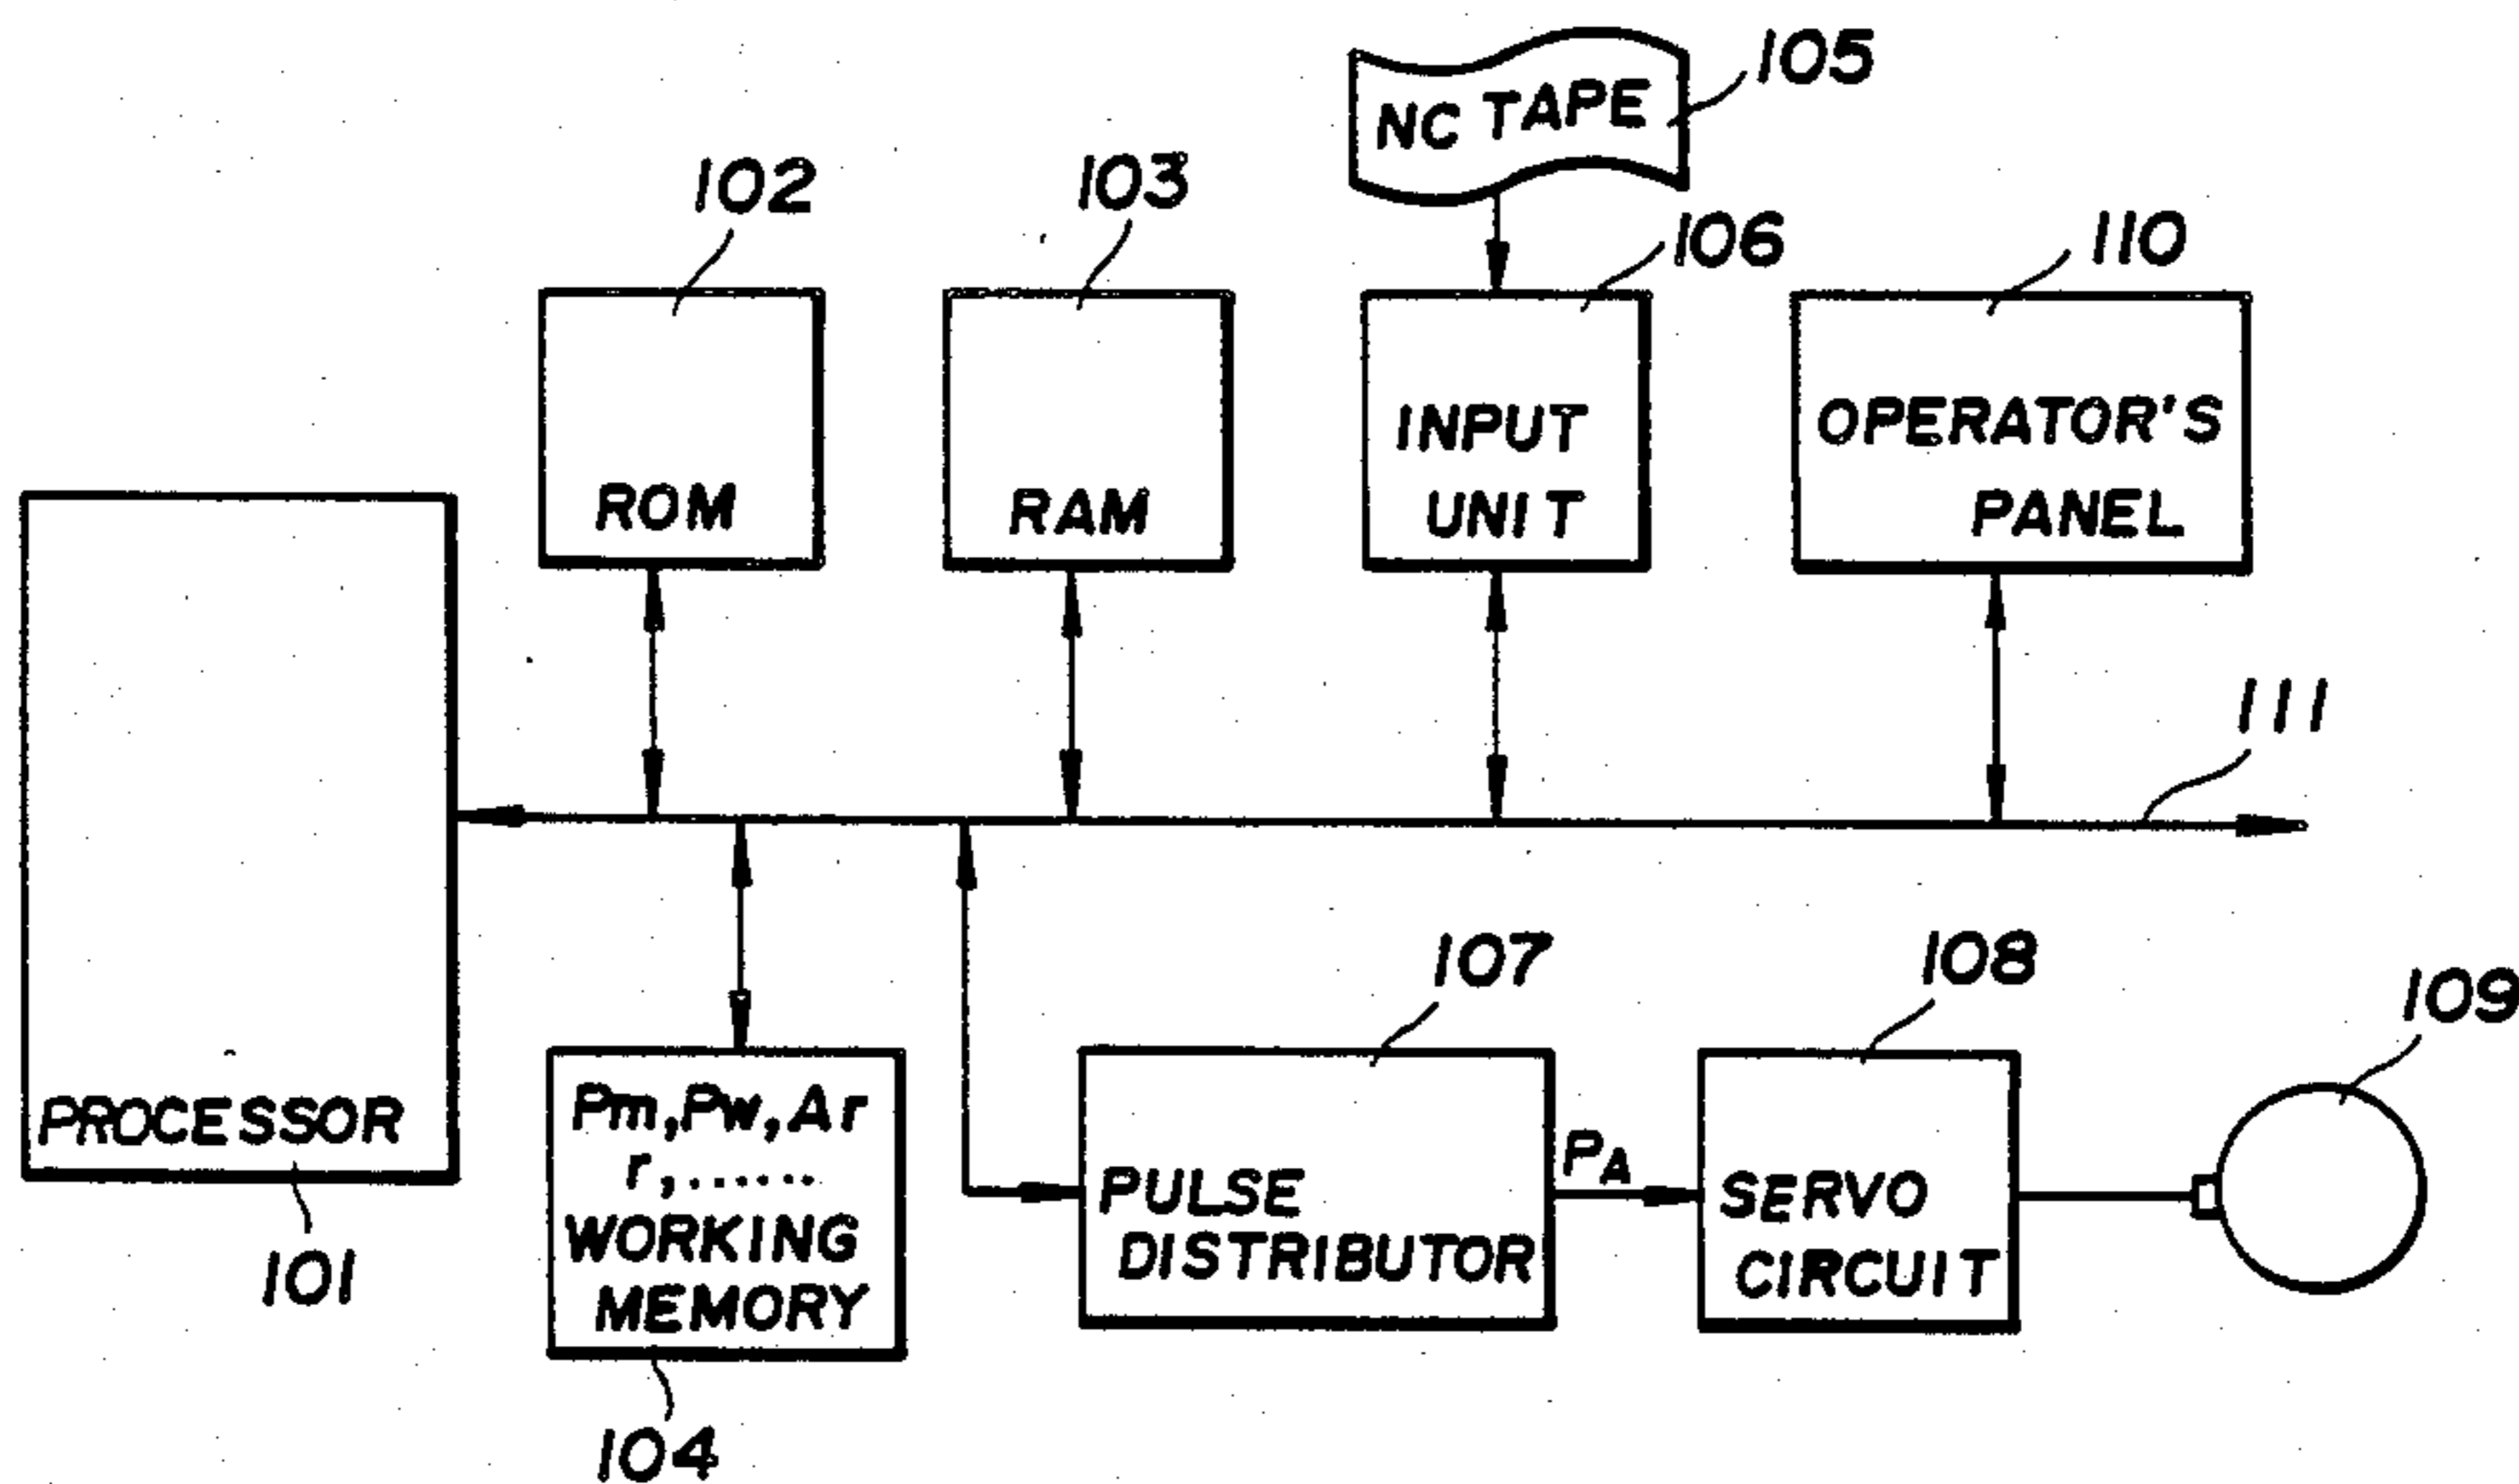 105
NC TAPE
102
103
106
110
ROM
RAM
INPUT
UNIT
OPERATOR'S
PANEL
111
PROCESSOR
101
Pm,Pw,Ar
r,......
WORKING
MEMORY
104
107
PULSE
DISTRIBUTOR
PA
108
SERVO
CIRCUIT
109